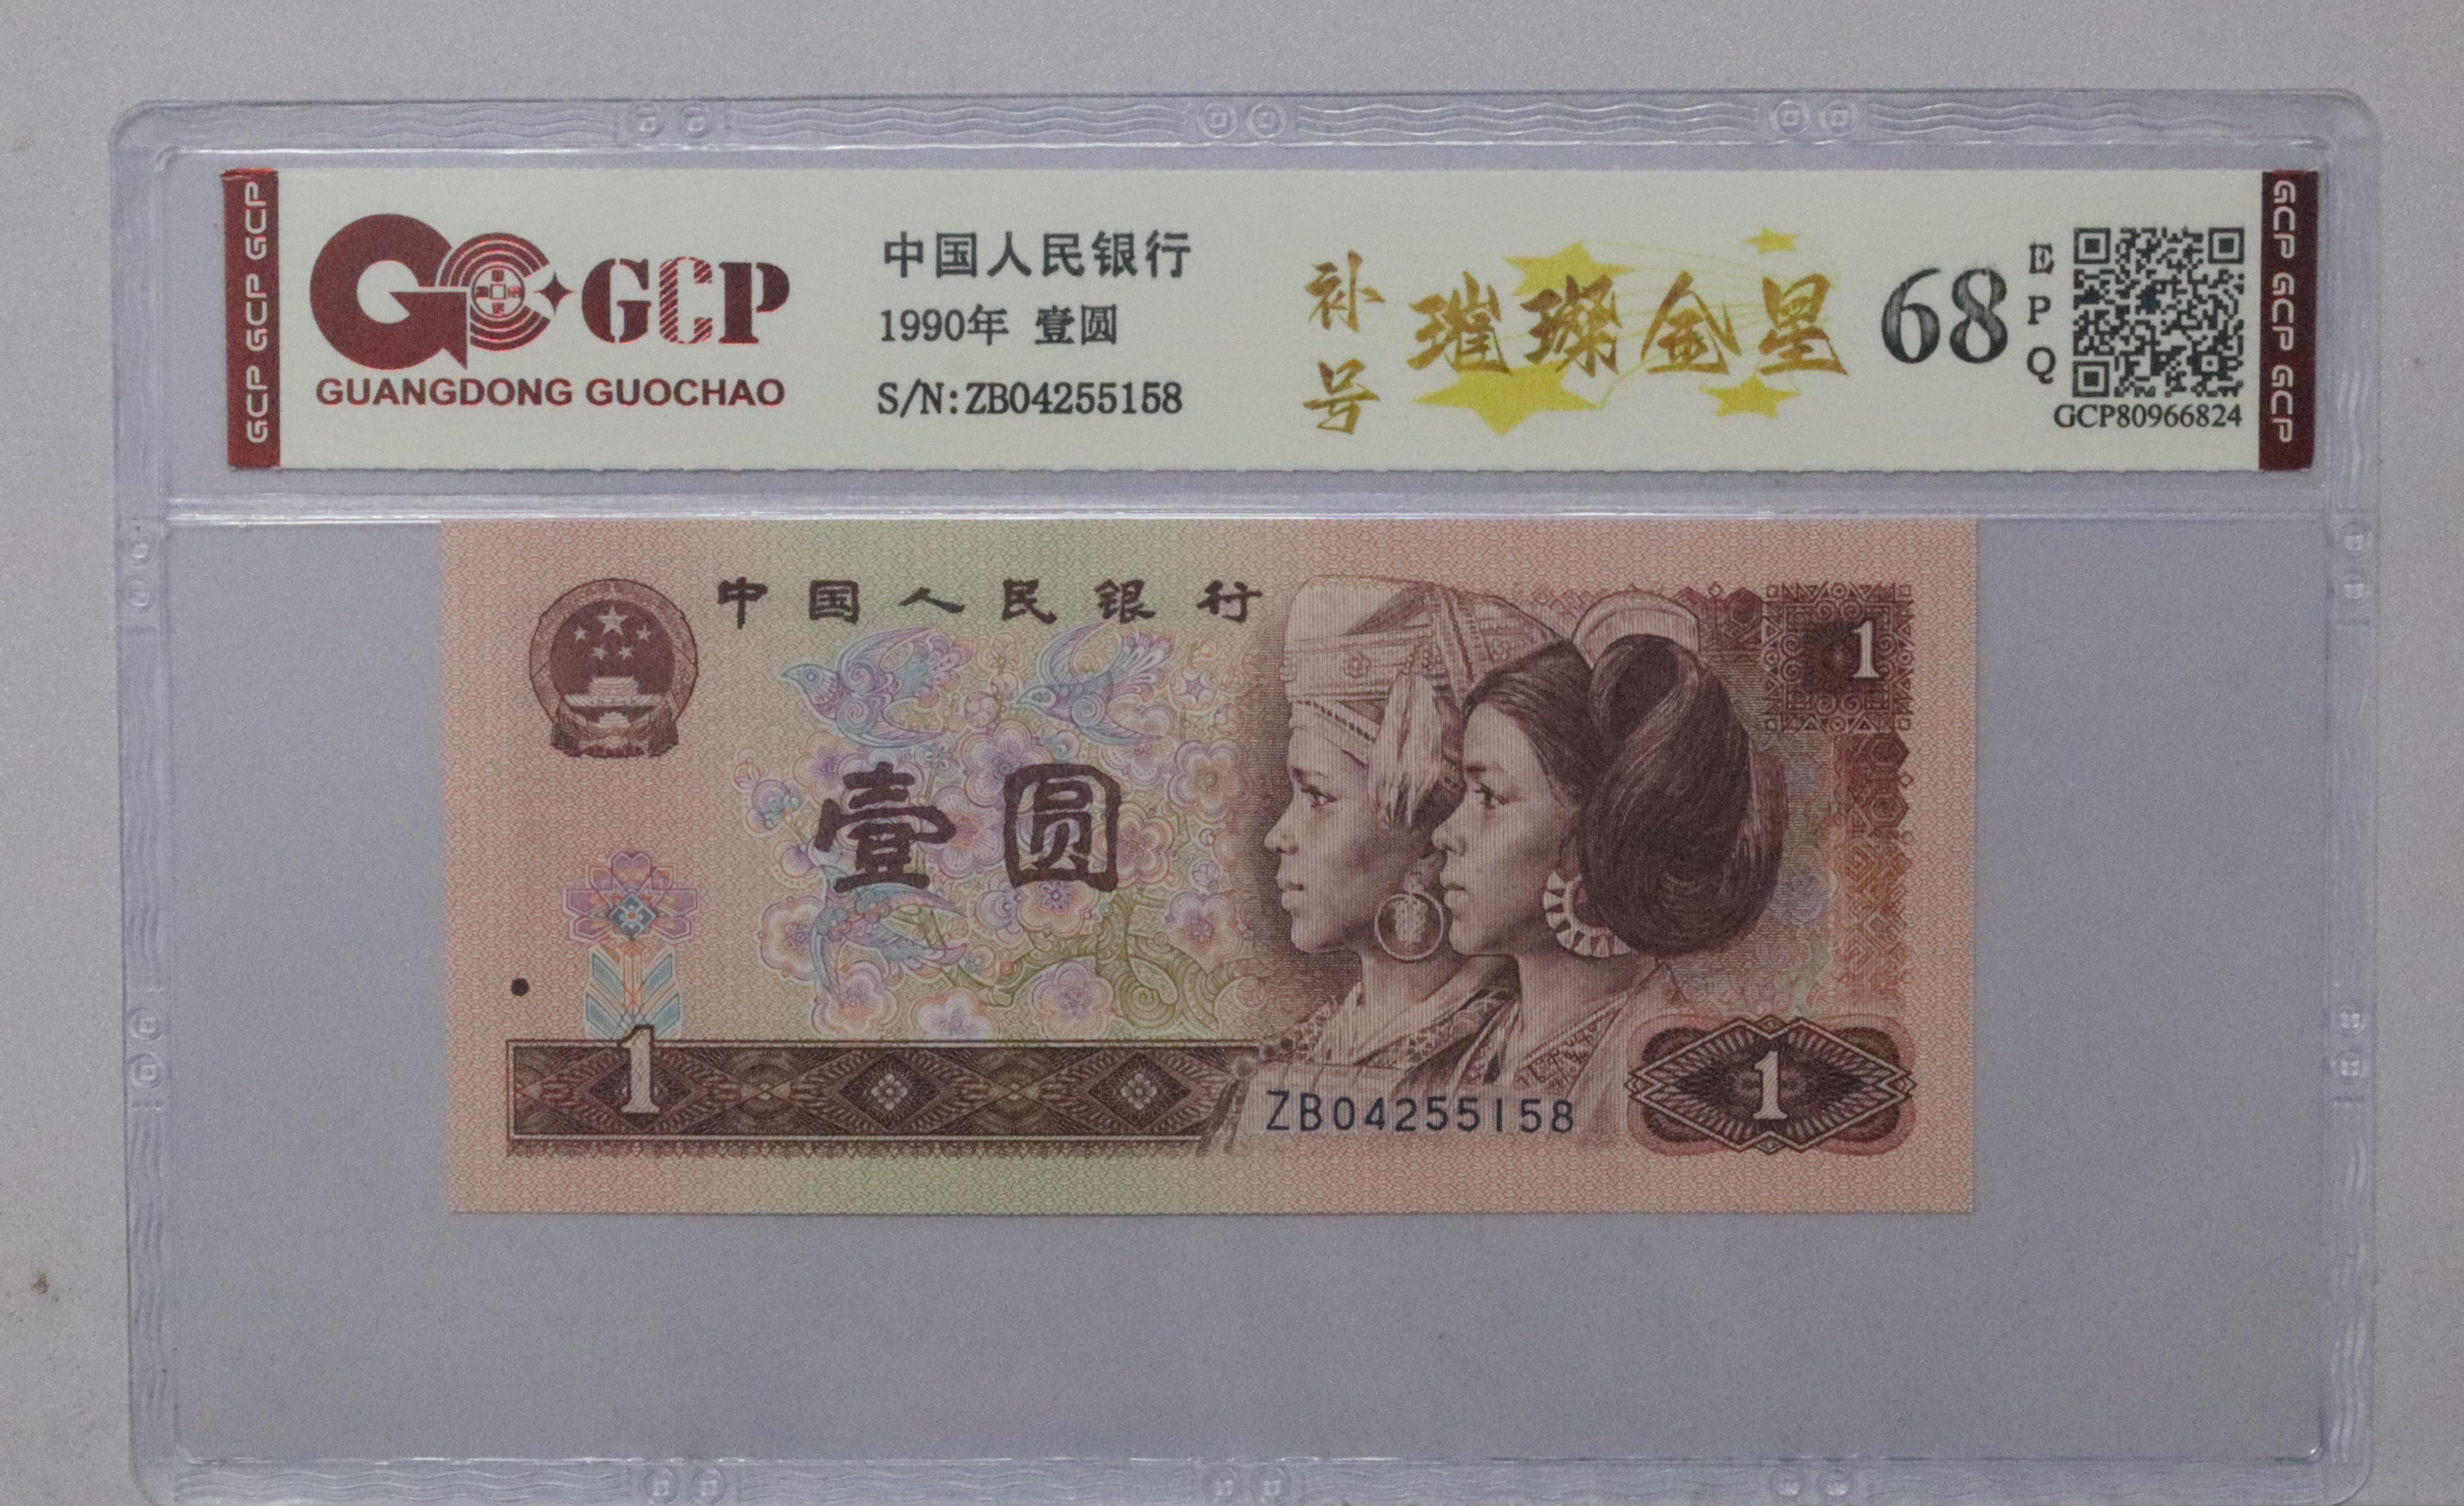 GCP GCP GCP
GCP
GUANGDONG GUOCHAO
中国人民银行
1990年 壹圆
S/N:ZB04255158
补号
璀璨金星
68
EPQ
GCP80966824
GCP GCP GCP
中国人民银行
1
壹圆
1
ZB04255158
1